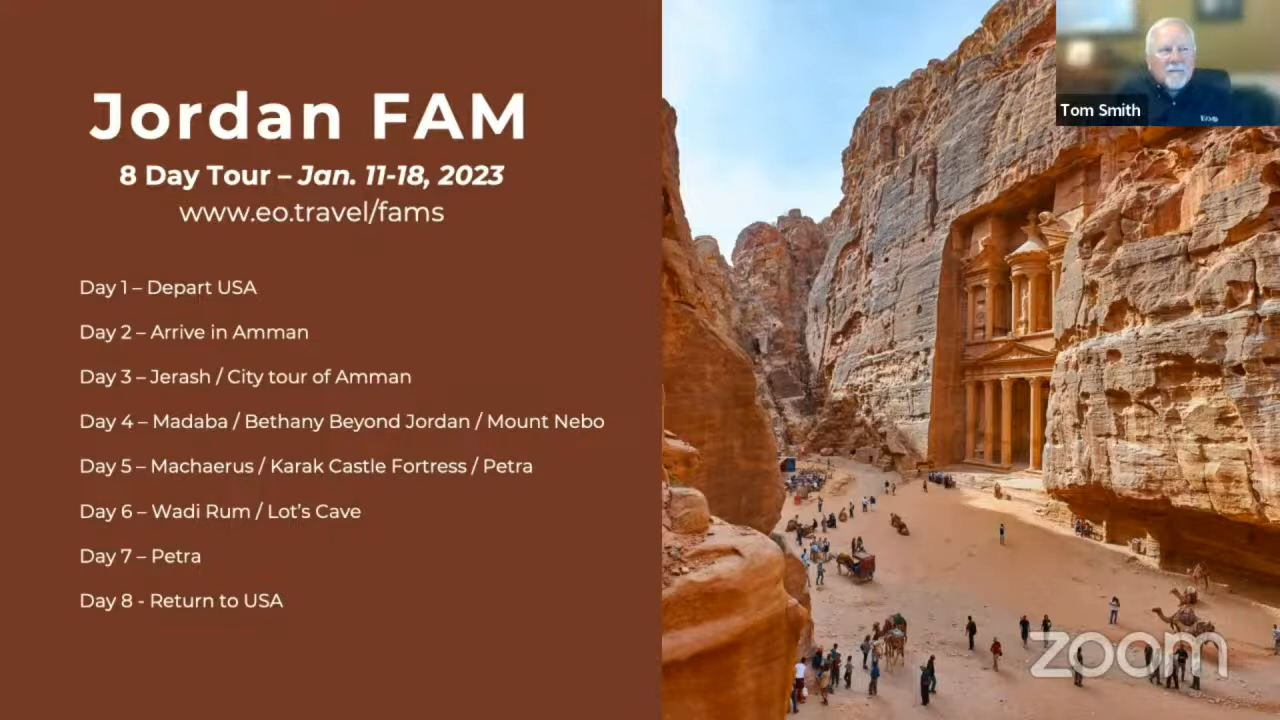 Jordan FAM
8 Day Tour – Jan. 11-18, 2023
www.eo.travel/fams
Day 1 – Depart USA
Day 2 – Arrive in Amman
Day 3 – Jerash / City tour of Amman
Day 4 – Madaba / Bethany Beyond Jordan / Mount Nebo
Day 5 – Machaerus / Karak Castle Fortress / Petra
Day 6 – Wadi Rum / Lot’s Cave
Day 7 – Petra
Day 8 - Return to USA
Tom Smith
zoom